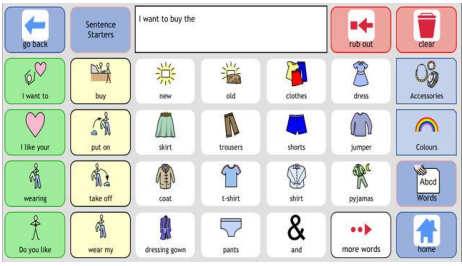 go back
Sentence
Starters
I want to buy the
rub out
clear
I want to
buy
new
old
clothes
dress
Accessories
I like your
put on
skirt
trousers
shorts
jumper
Colours
wearing
take off
coat
t-shirt
shirt
pyjamas
Abcd
Words
Do you like
wear my
dressing gown
pants
&
and
more words
home